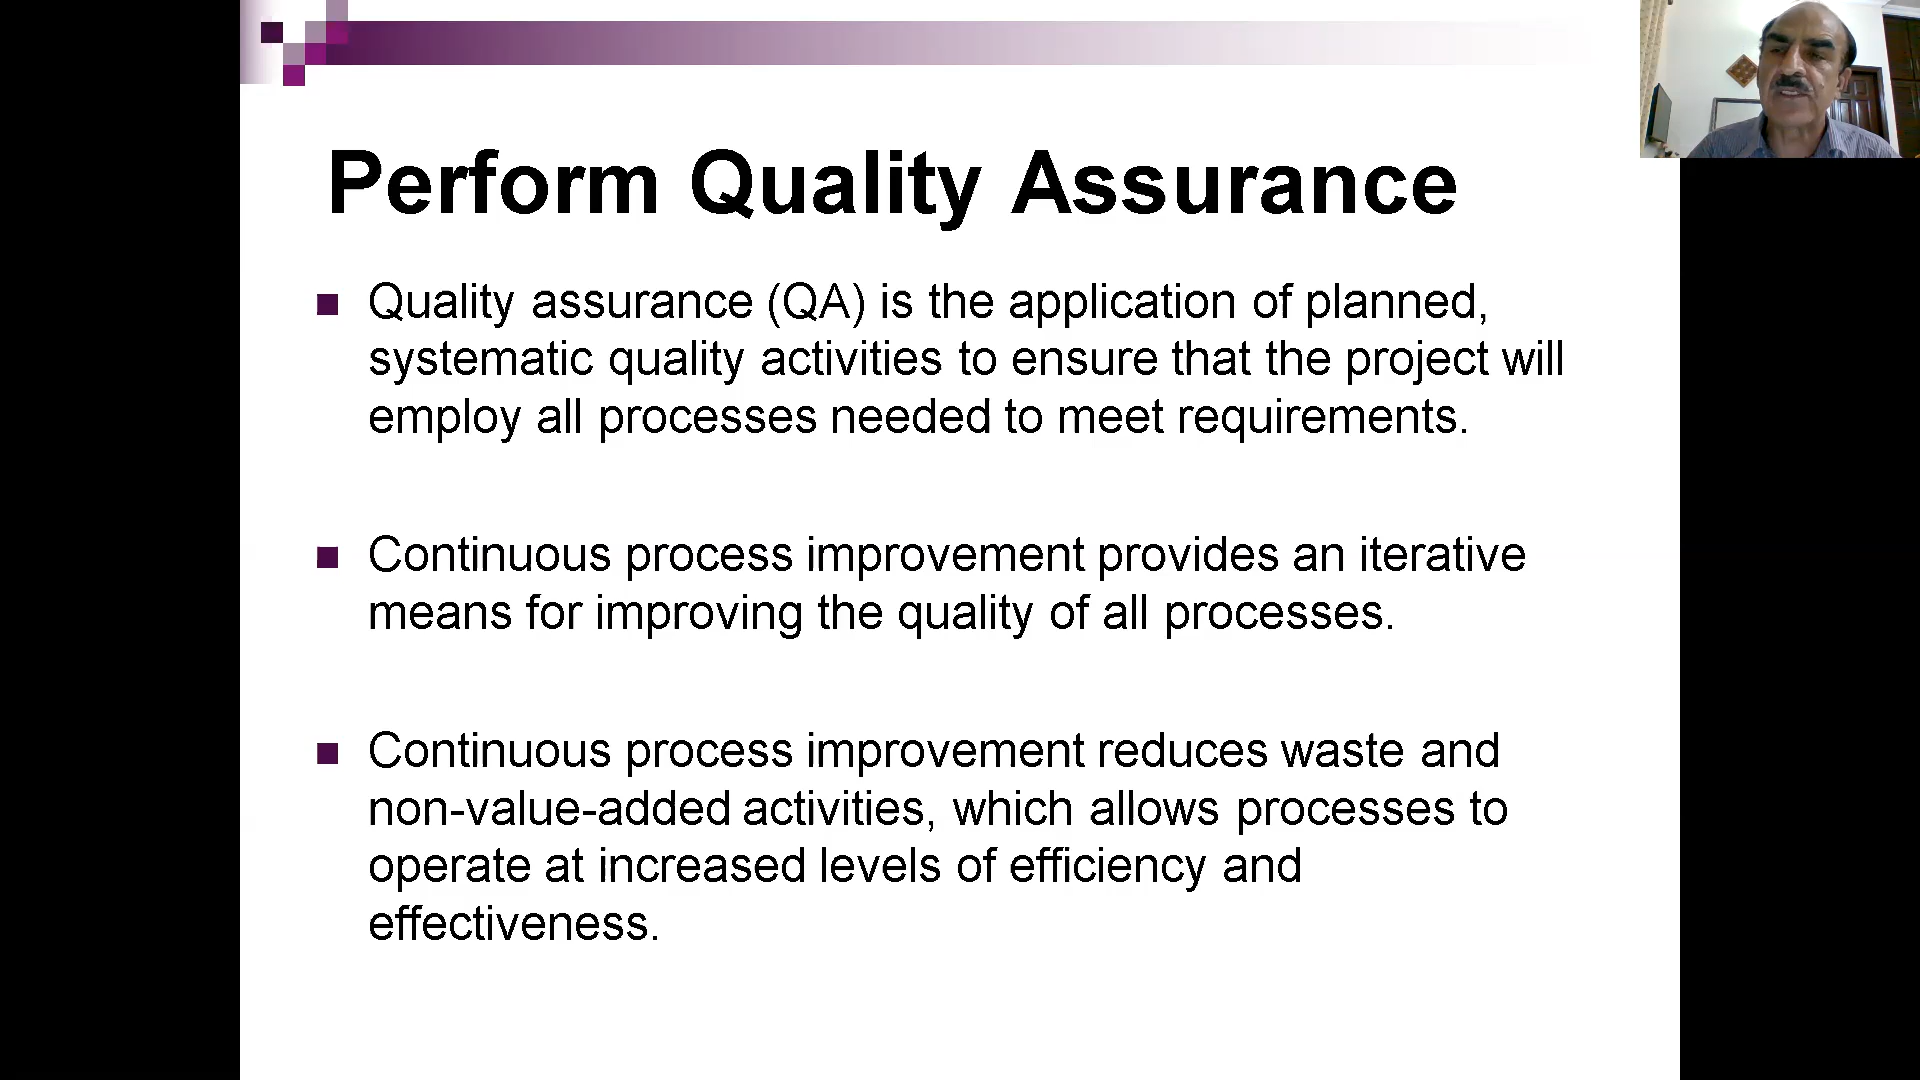 Perform Quality Assurance
Quality assurance (QA) is the application of planned,
systematic quality activities to ensure that the project will
employ all processes needed to meet requirements.
Continuous process improvement provides an iterative
means for improving the quality of all processes.
Continuous process improvement reduces waste and
non-value-added activities, which allows processes to
operate at increased levels of efficiency and
effectiveness.